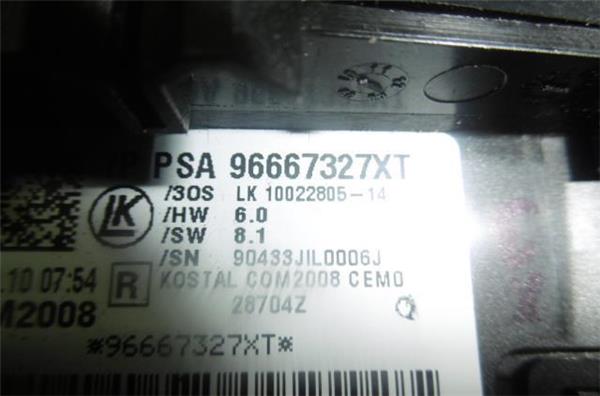 PSA 96667327XT
/3OS LK 10022805-14
LK
/HW 6.0
/SW 8.1
/SN 90433JIL0006J
.10 07:54 R KOSTAL COM2008 CEM0
M2008 28704Z
*96667327XT*